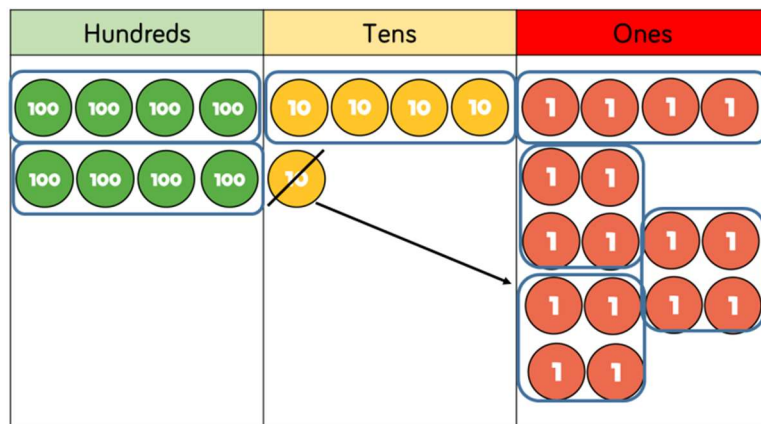 Hundreds Tens Ones
100 100 100 100 10 10 10 10 1 1 1 1
100 100 100 100 10 1 1
1 1 1 1
1 1 1 1
1 1